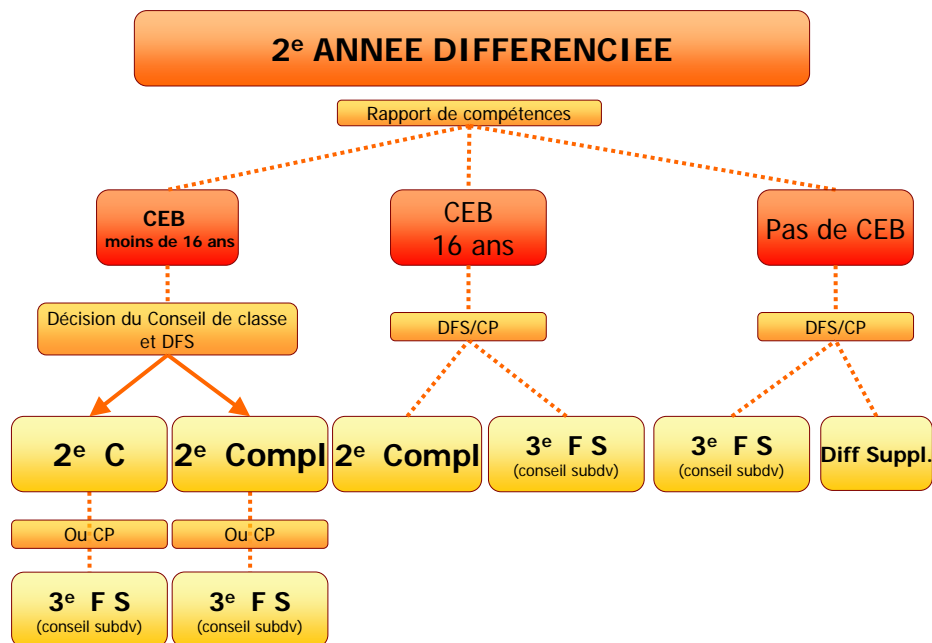 2e ANNEE DIFFERENCIEE
Rapport de compétences
CEB
moins de 16 ans
CEB
16 ans
Pas de CEB
Décision du Conseil de classe
et DFS
DFS/CP
DFS/CP
2e C
2e Compl
2e Compl
3e F S
(conseil subdv)
3e F S
(conseil subdv)
Diff Suppl.
Ou CP
Ou CP
3e F S
(conseil subdv)
3e F S
(conseil subdv)